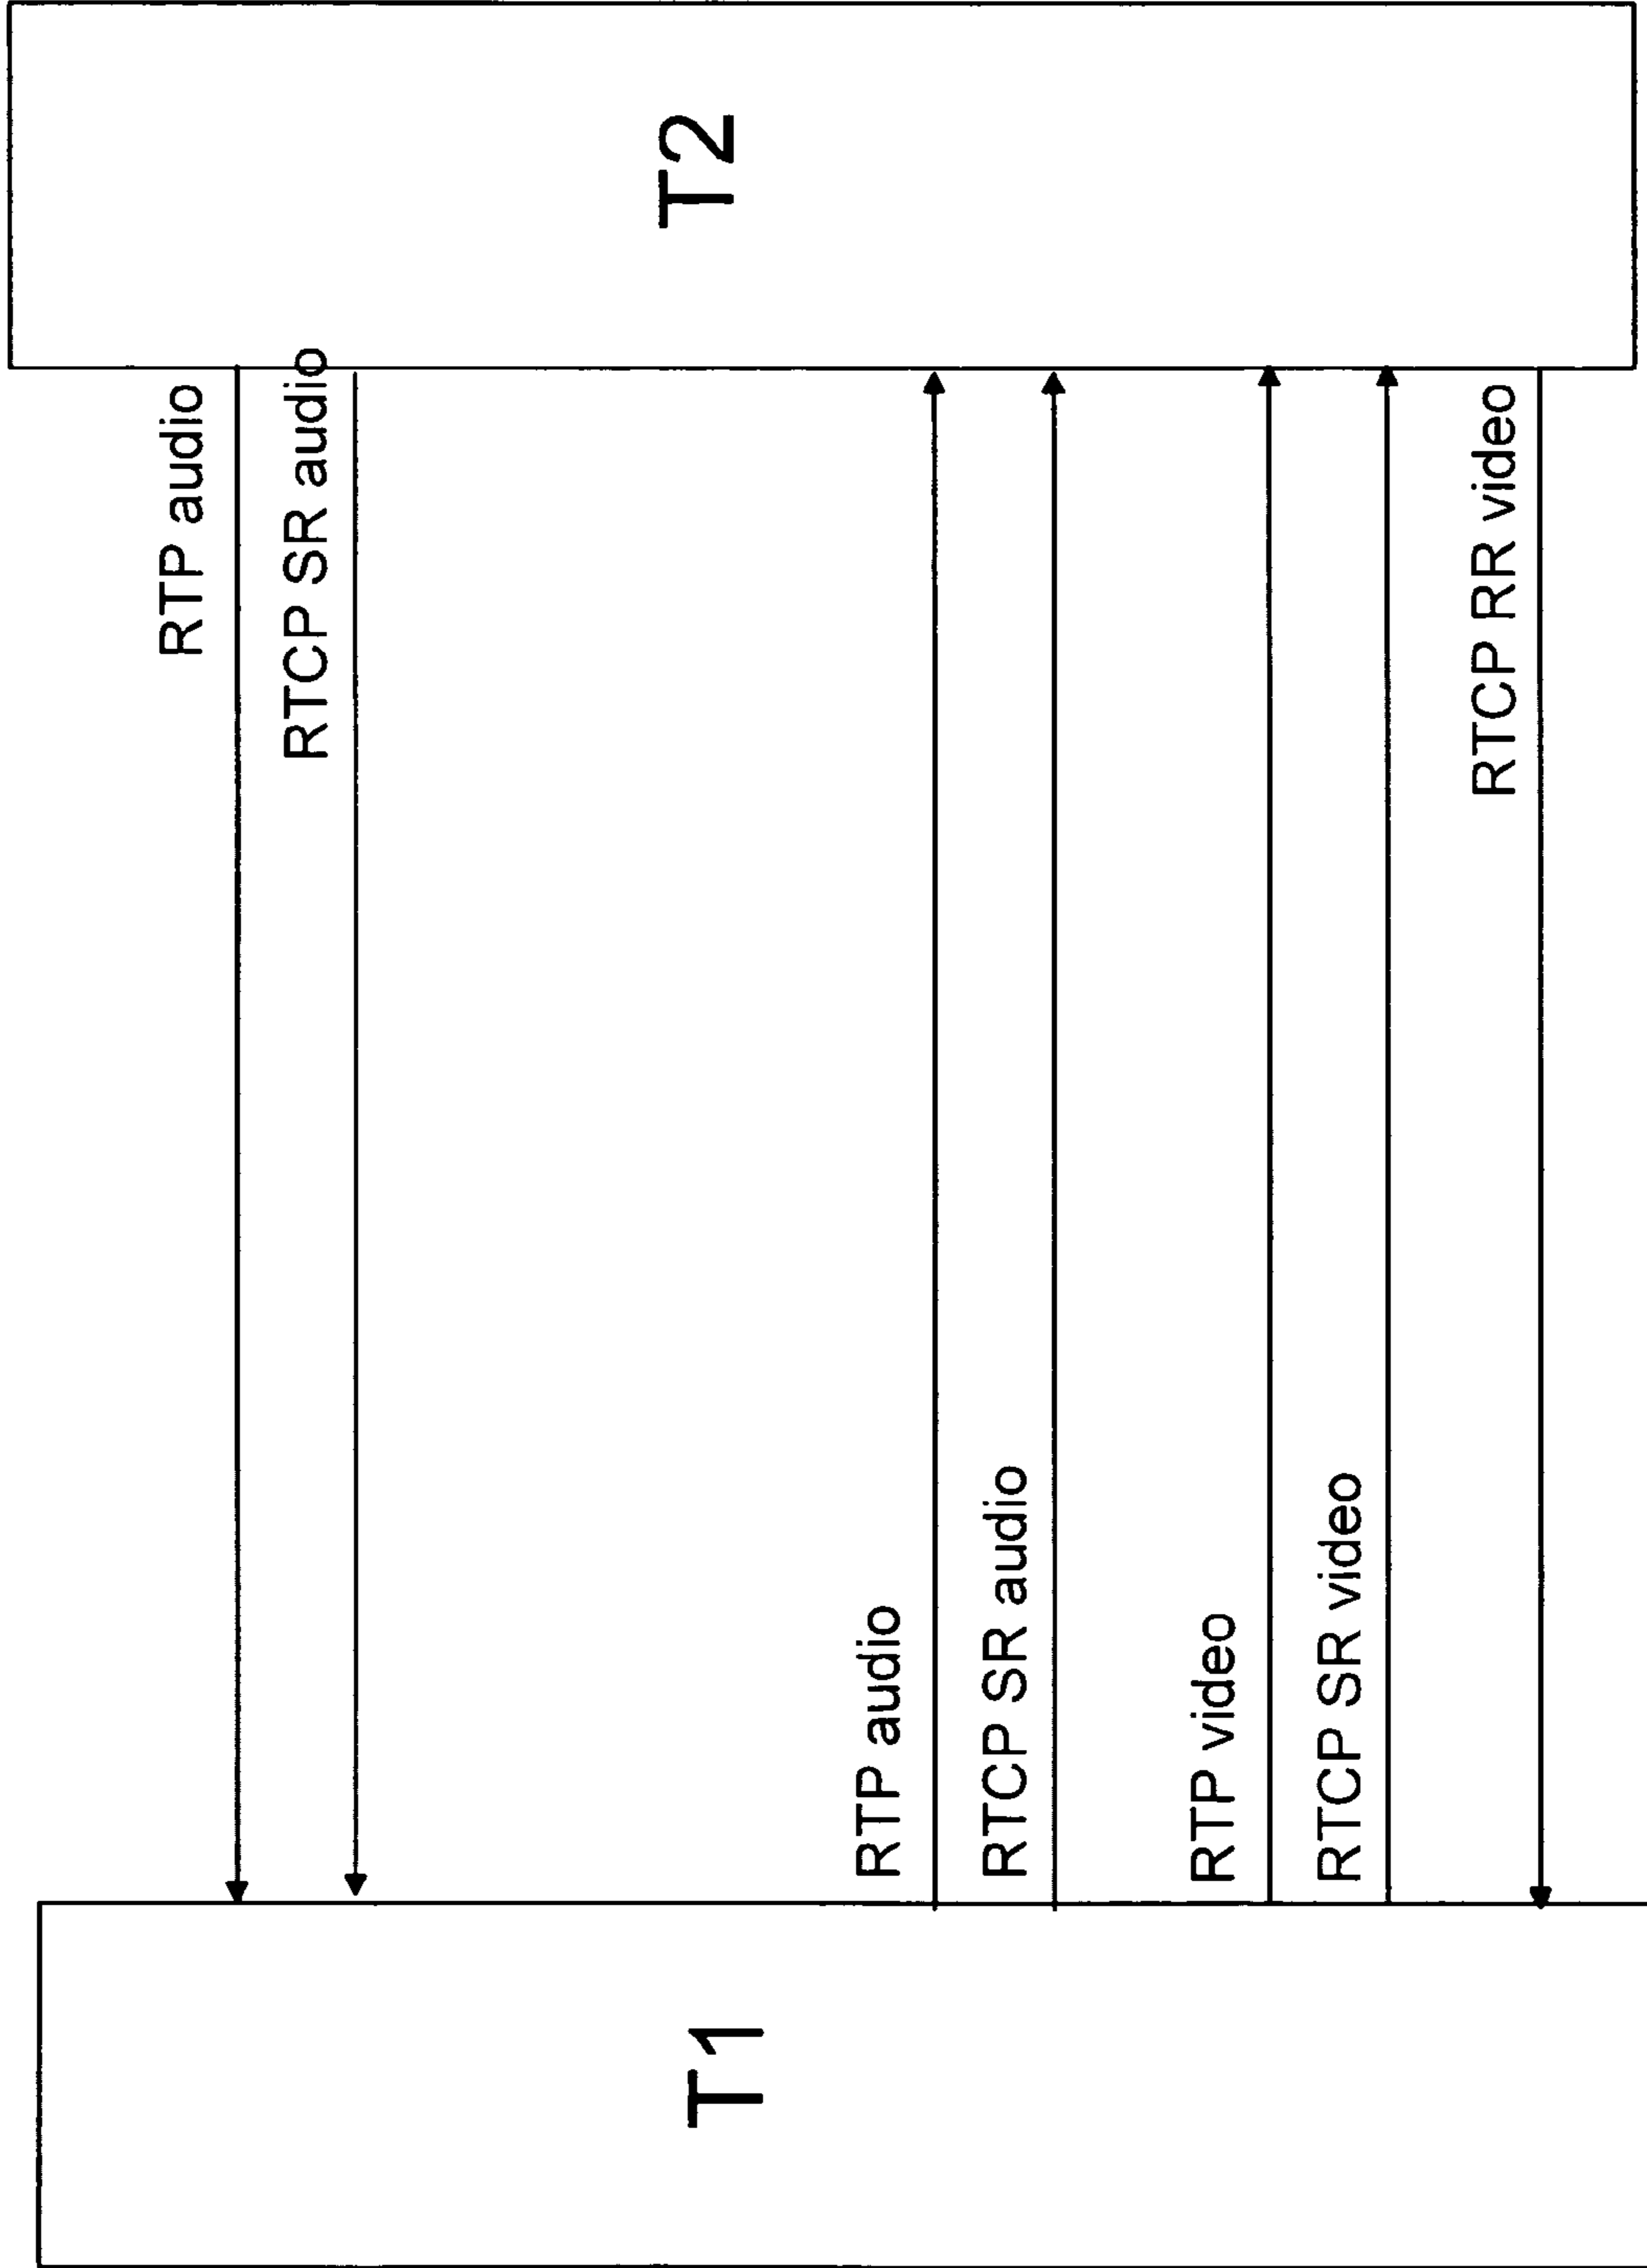 T1
T2
RTP audio
RTCP SR audio
RTP audio
RTCP SR audio
RTP video
RTCP SR video
RTCP RR video